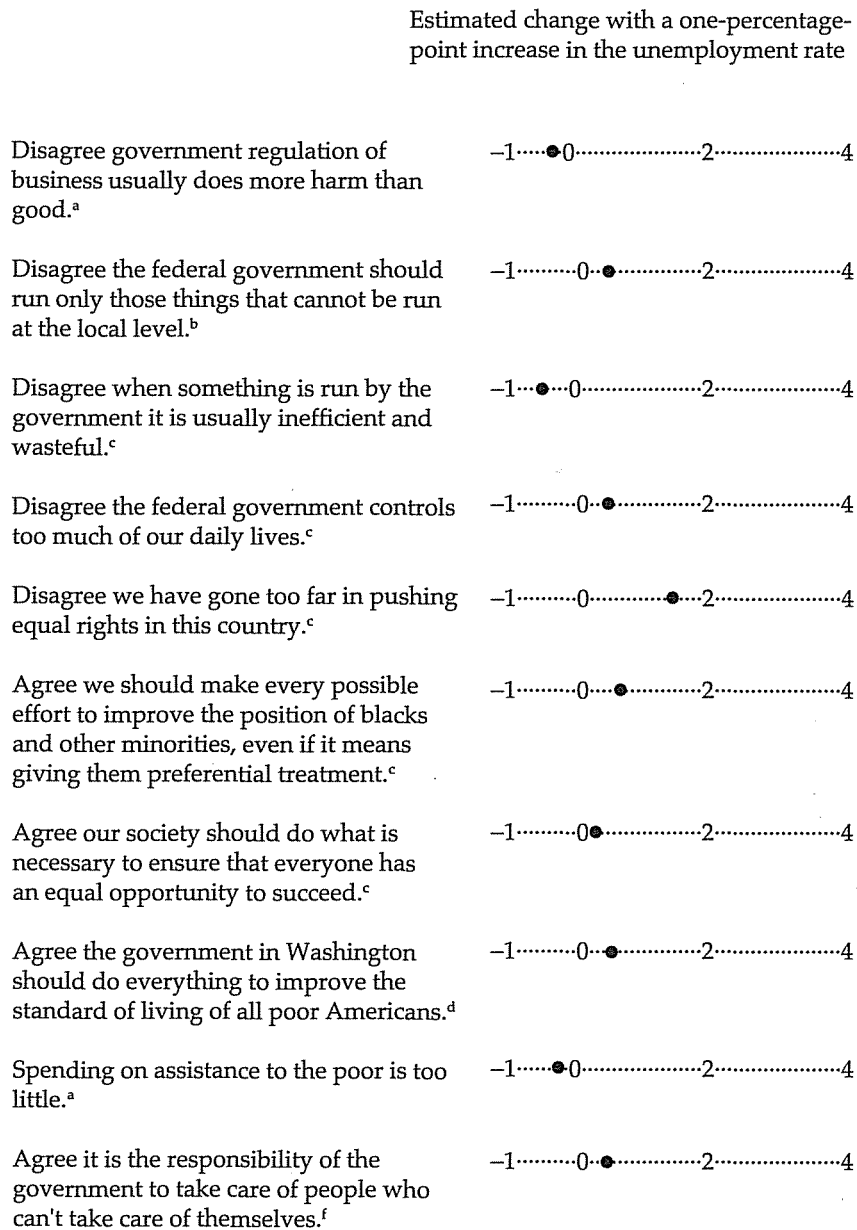 Estimated change with a one-percentage-
point increase in the unemployment rate
Disagree government regulation of
business usually does more harm than
good.ᵃ
–1·····●0·····················2·····················4
Disagree the federal government should
run only those things that cannot be run
at the local level.ᵇ
–1·········0··●··············2·····················4
Disagree when something is run by the
government it is usually inefficient and
wasteful.ᶜ
–1···●···0····················2·····················4
Disagree the federal government controls
too much of our daily lives.ᶜ
–1·········0··●··············2·····················4
Disagree we have gone too far in pushing
equal rights in this country.ᶜ
–1·········0·············●····2·····················4
Agree we should make every possible
effort to improve the position of blacks
and other minorities, even if it means
giving them preferential treatment.ᶜ
–1·········0····●············2·····················4
Agree our society should do what is
necessary to ensure that everyone has
an equal opportunity to succeed.ᶜ
–1·········0●················2·····················4
Agree the government in Washington
should do everything to improve the
standard of living of all poor Americans.ᵈ
–1·········0···●··············2·····················4
Spending on assistance to the poor is too
little.ᵃ
–1······●0····················2·····················4
Agree it is the responsibility of the
government to take care of people who
can't take care of themselves.ᶠ
–1·········0··●··············2·····················4